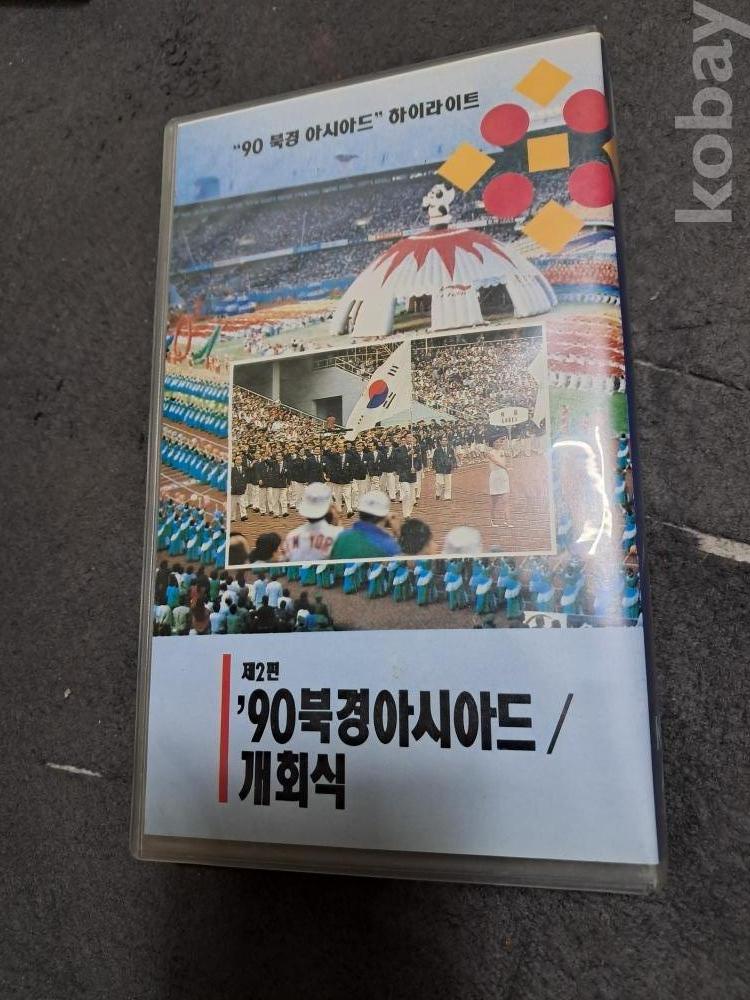 kobay
"90 북경 아시아드" 하이라이트
KOREA
제2편
'90북경아시아드/
개회식